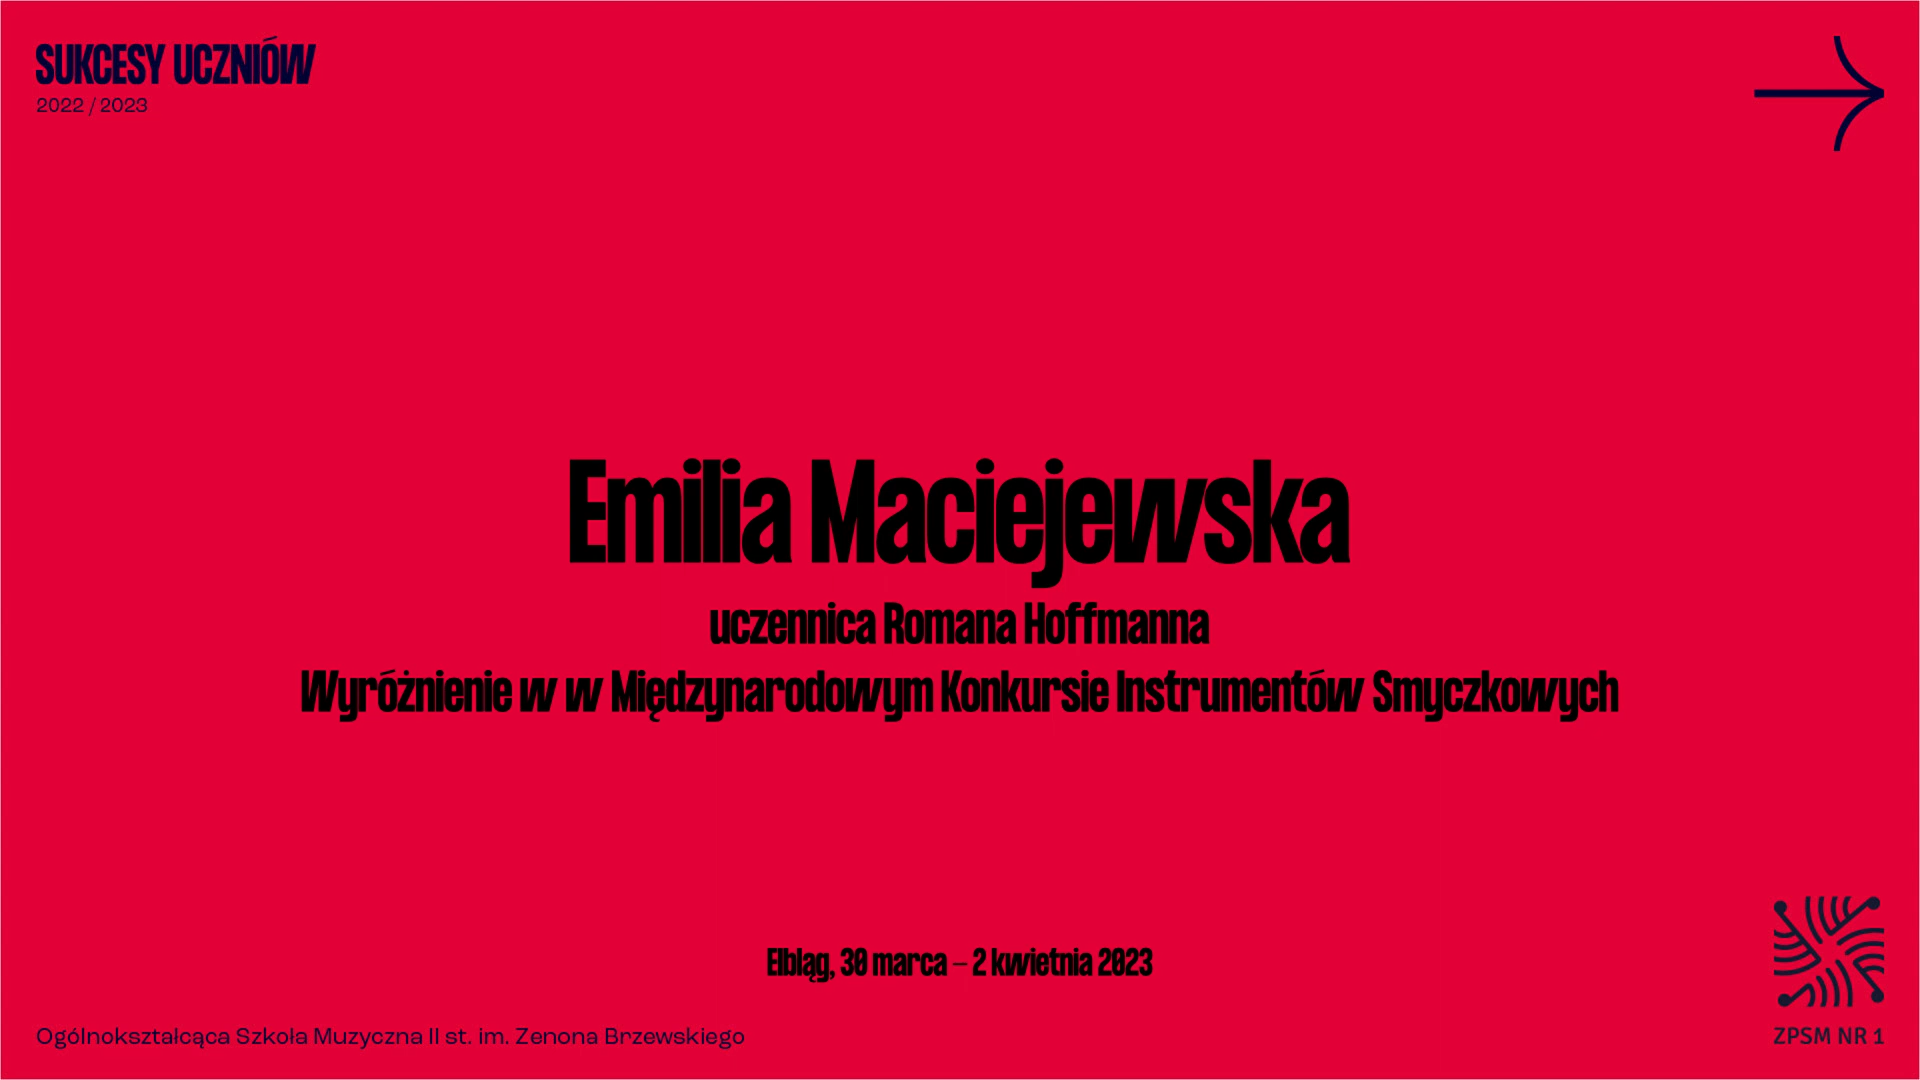 SUKCESY UCZNIÓW
2022 / 2023
Emilia Maciejewska
uczennica Romana Hoffmanna
Wyróżnienie w w Międzynarodowym Konkursie Instrumentów Smyczkowych
Elbląg, 30 marca – 2 kwietnia 2023
Ogólnokształcąca Szkoła Muzyczna II st. im. Zenona Brzewskiego
ZPSM NR 1